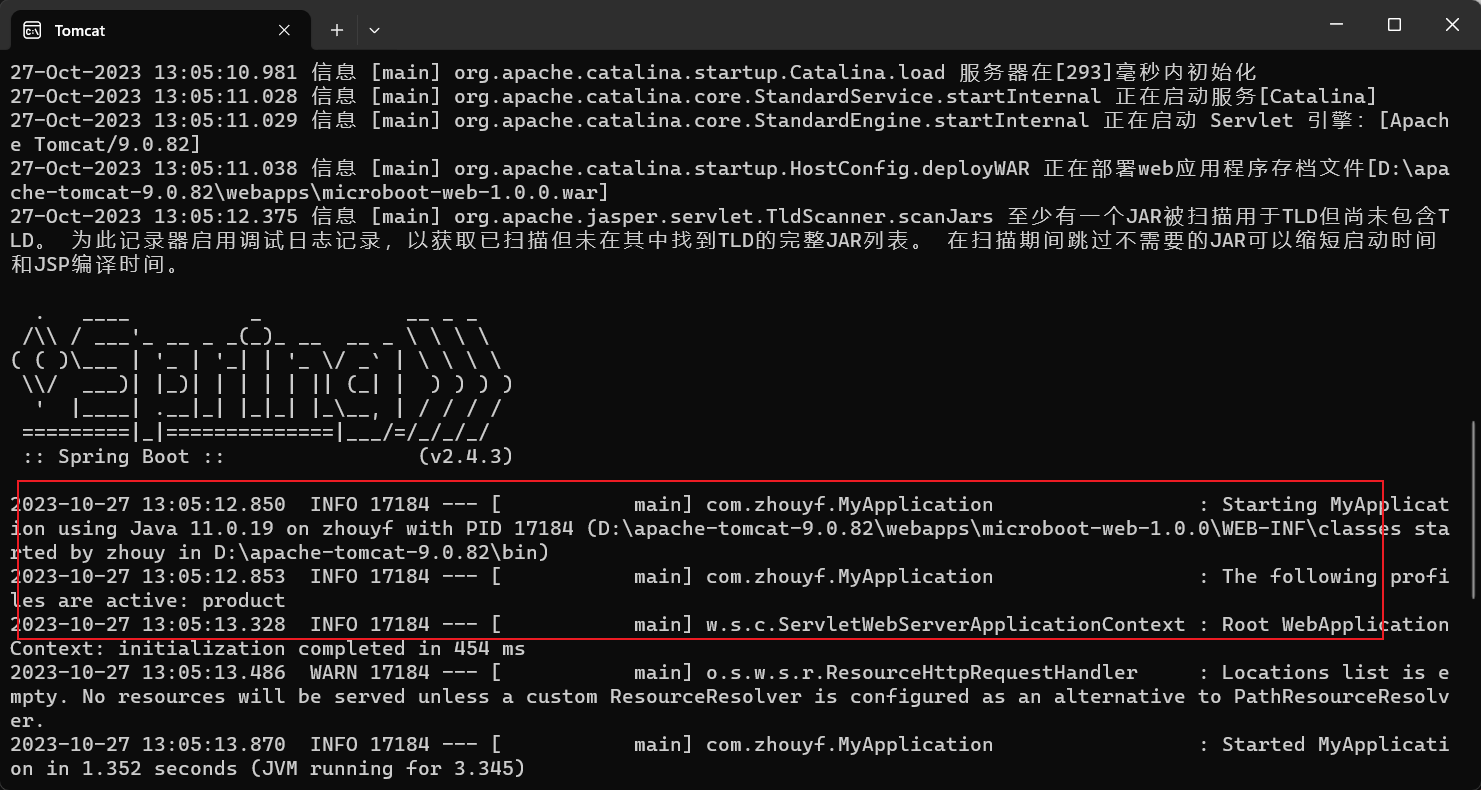 Tomcat
27-Oct-2023 13:05:10.981 信息 [main] org.apache.catalina.startup.Catalina.load 服务器在[293]毫秒内初始化
27-Oct-2023 13:05:11.028 信息 [main] org.apache.catalina.core.StandardService.startInternal 正在启动服务[Catalina]
27-Oct-2023 13:05:11.029 信息 [main] org.apache.catalina.core.StandardEngine.startInternal 正在启动 Servlet 引擎：[Apach
e Tomcat/9.0.82]
27-Oct-2023 13:05:11.038 信息 [main] org.apache.catalina.startup.HostConfig.deployWAR 正在部署web应用程序存档文件[D:\apa
che-tomcat-9.0.82\webapps\microboot-web-1.0.0.war]
27-Oct-2023 13:05:12.375 信息 [main] org.apache.jasper.servlet.TldScanner.scanJars 至少有一个JAR被扫描用于TLD但尚未包含T
LD。 为此记录器启用调试日志记录，以获取已扫描但未在其中找到TLD的完整JAR列表。 在扫描期间跳过不需要的JAR可以缩短启动时间
和JSP编译时间。
  .   ____          _            __ _ _
 /\\ / ___'_ __ _ _(_)_ __  __ _ \ \ \ \
( ( )\___ | '_ | '_| | '_ \/ _` | \ \ \ \
 \\/  ___)| |_)| | | | | || (_| |  ) ) ) )
  '  |____| .__|_| |_|_| |_\__, | / / / /
 =========|_|==============|___/=/_/_/_/
 :: Spring Boot ::                (v2.4.3)
2023-10-27 13:05:12.850  INFO 17184 --- [           main] com.zhouyf.MyApplication                 : Starting MyApplicat
ion using Java 11.0.19 on zhouyf with PID 17184 (D:\apache-tomcat-9.0.82\webapps\microboot-web-1.0.0\WEB-INF\classes sta
rted by zhouy in D:\apache-tomcat-9.0.82\bin)
2023-10-27 13:05:12.853  INFO 17184 --- [           main] com.zhouyf.MyApplication                 : The following profi
les are active: product
2023-10-27 13:05:13.328  INFO 17184 --- [           main] w.s.c.ServletWebServerApplicationContext : Root WebApplication
Context: initialization completed in 454 ms
2023-10-27 13:05:13.486  WARN 17184 --- [           main] o.s.w.s.r.ResourceHttpRequestHandler     : Locations list is e
mpty. No resources will be served unless a custom ResourceResolver is configured as an alternative to PathResourceResolv
er.
2023-10-27 13:05:13.870  INFO 17184 --- [           main] com.zhouyf.MyApplication                 : Started MyApplicati
on in 1.352 seconds (JVM running for 3.345)